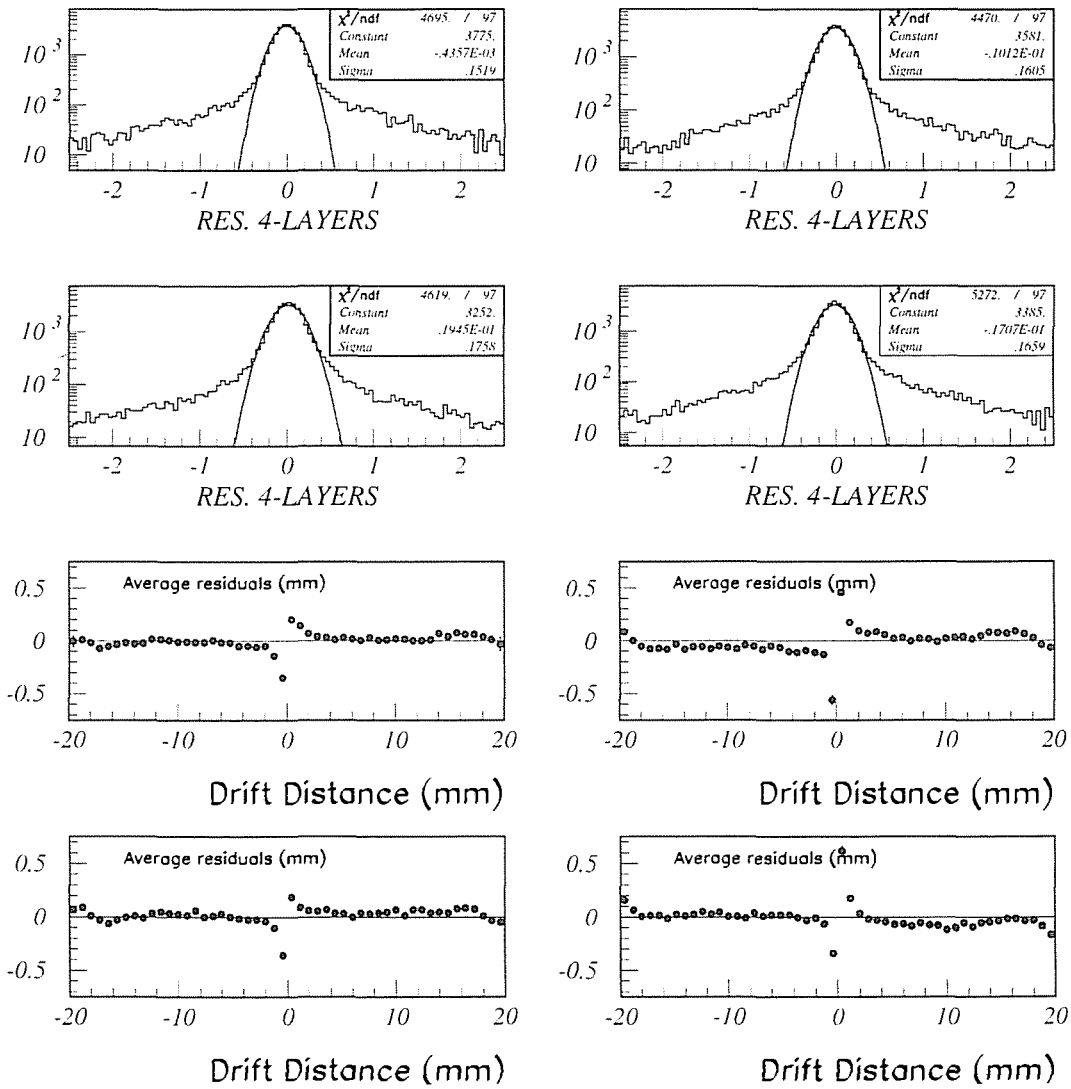 χ²/ndf 4695. / 97
Constant 3775.
Mean -.4357E-03
Sigma .1519
10³
10²
10
-2 -1 0 1 2
RES. 4-LAYERS
χ²/ndf 4470. / 97
Constant 3581.
Mean -.1012E-01
Sigma .1605
10³
10²
10
-2 -1 0 1 2
RES. 4-LAYERS
χ²/ndf 4619. / 97
Constant 3252.
Mean .1945E-01
Sigma .1758
10³
10²
10
-2 -1 0 1 2
RES. 4-LAYERS
χ²/ndf 5272. / 97
Constant 3385.
Mean -.1707E-01
Sigma .1659
10³
10²
10
-2 -1 0 1 2
RES. 4-LAYERS
Average residuals (mm)
0.5
0
-0.5
-20 -10 0 10 20
Drift Distance (mm)
Average residuals (mm)
0.5
0
-0.5
-20 -10 0 10 20
Drift Distance (mm)
Average residuals (mm)
0.5
0
-0.5
-20 -10 0 10 20
Drift Distance (mm)
Average residuals (mm)
0.5
0
-0.5
-20 -10 0 10 20
Drift Distance (mm)